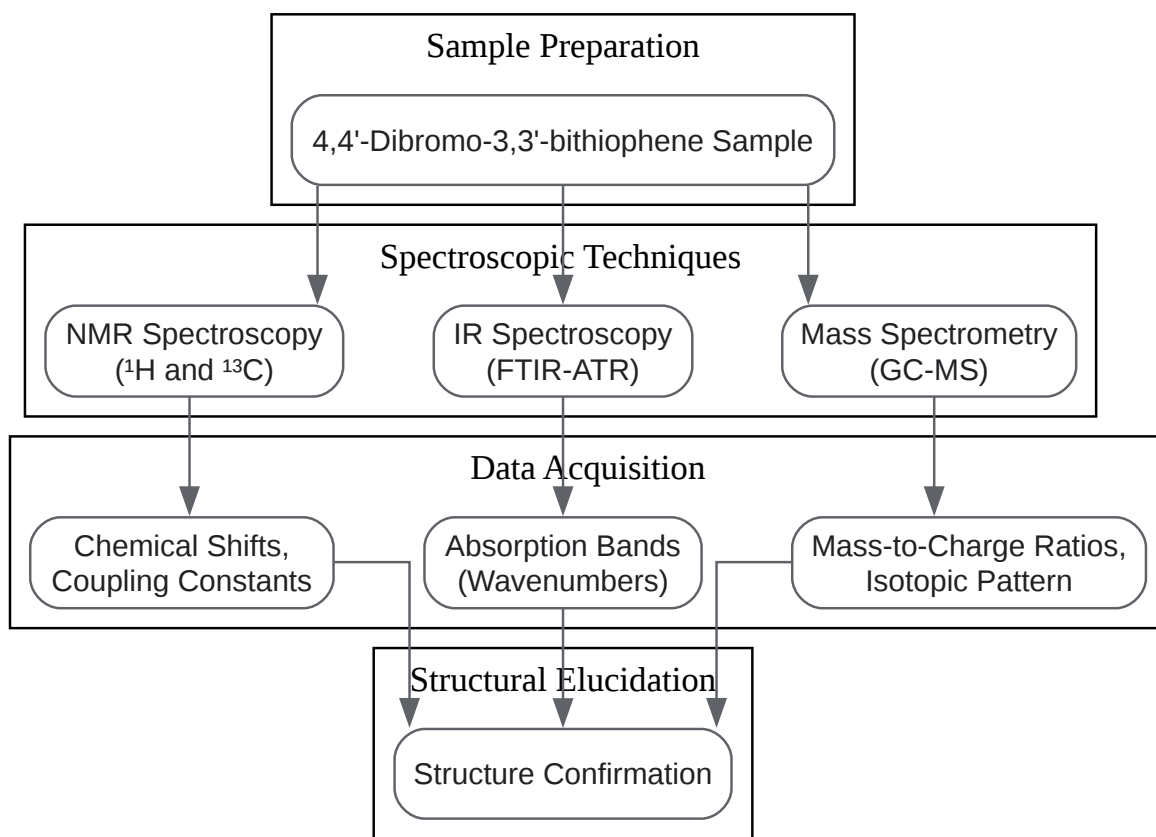 Sample Preparation
4,4'-Dibromo-3,3'-bithiophene Sample
Spectroscopic Techniques
NMR Spectroscopy
(¹H and ¹³C)
IR Spectroscopy
(FTIR-ATR)
Mass Spectrometry
(GC-MS)
Data Acquisition
Chemical Shifts,
Coupling Constants
Absorption Bands
(Wavenumbers)
Mass-to-Charge Ratios,
Isotopic Pattern
Structural Elucidation
Structure Confirmation